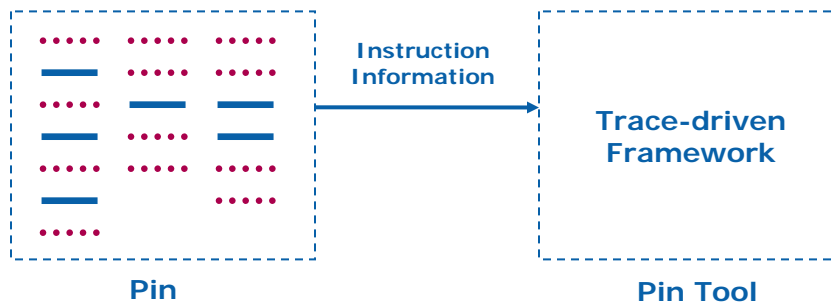 Instruction
Information
Trace-driven
Framework
Pin
Pin Tool